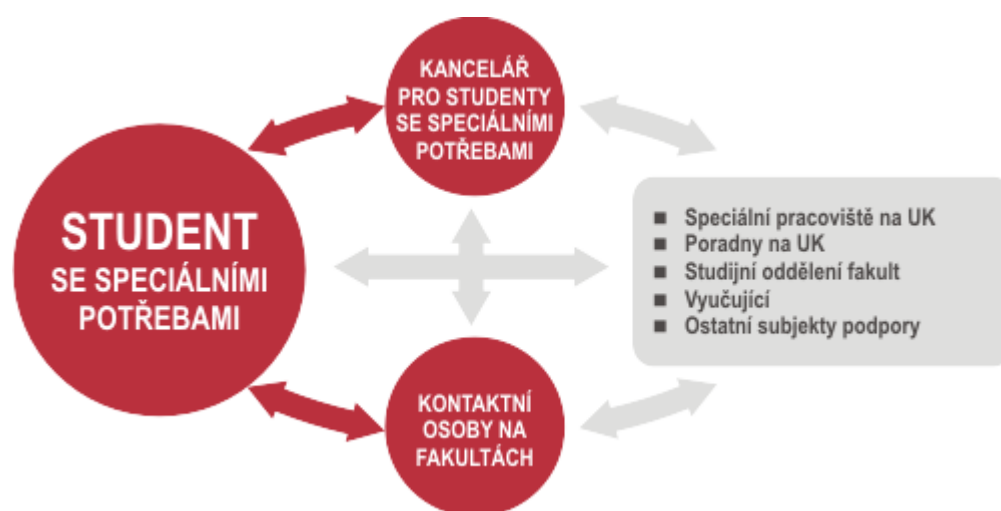 KANCELÁŘ
PRO STUDENTY
SE SPECIÁLNÍMI
POTŘEBAMI
STUDENT
SE SPECIÁLNÍMI
POTŘEBAMI
■ Speciální pracoviště na UK
■ Poradny na UK
■ Studijní oddělení fakult
■ Vyučující
■ Ostatní subjekty podpory
KONTAKTNÍ
OSOBY NA
FAKULTÁCH